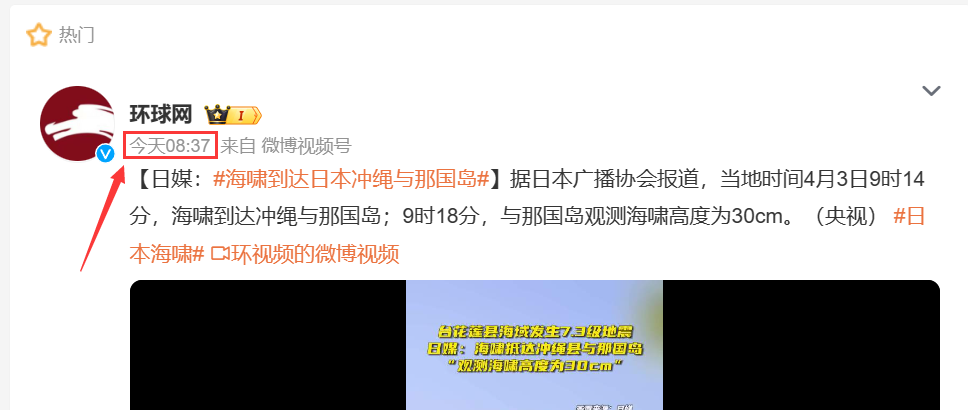 热门
环球网
今天08:37 来自 微博视频号
【日媒：#海啸到达日本冲绳与那国岛#】据日本广播协会报道，当地时间4月3日9时14
分，海啸到达冲绳与那国岛；9时18分，与那国岛观测海啸高度为30cm。（央视） #日
本海啸# 环视频的微博视频
台花莲县海域发生7.3级地震
日媒：海啸抵达冲绳县与那国岛
“观测海啸高度为30cm”